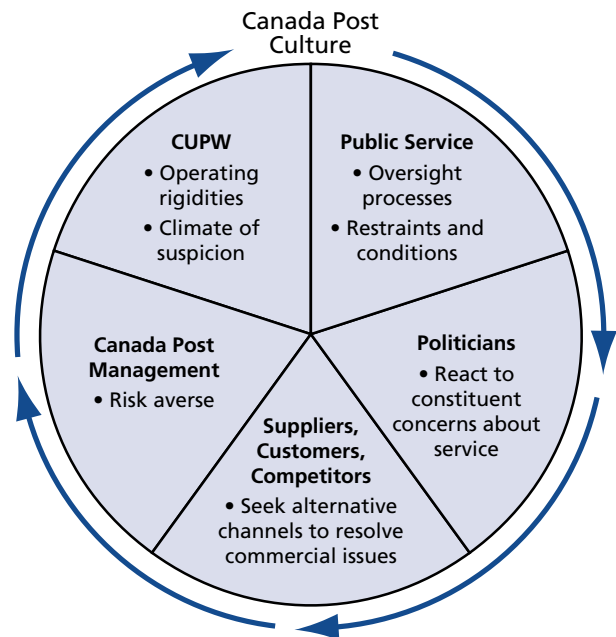 Canada Post
Culture
CUPW
• Operating
rigidities
• Climate of
suspicion
Public Service
• Oversight
processes
• Restraints and
conditions
Politicians
• React to
constituent
concerns about
service
Suppliers,
Customers,
Competitors
• Seek alternative
channels to resolve
commercial issues
Canada Post
Management
• Risk averse